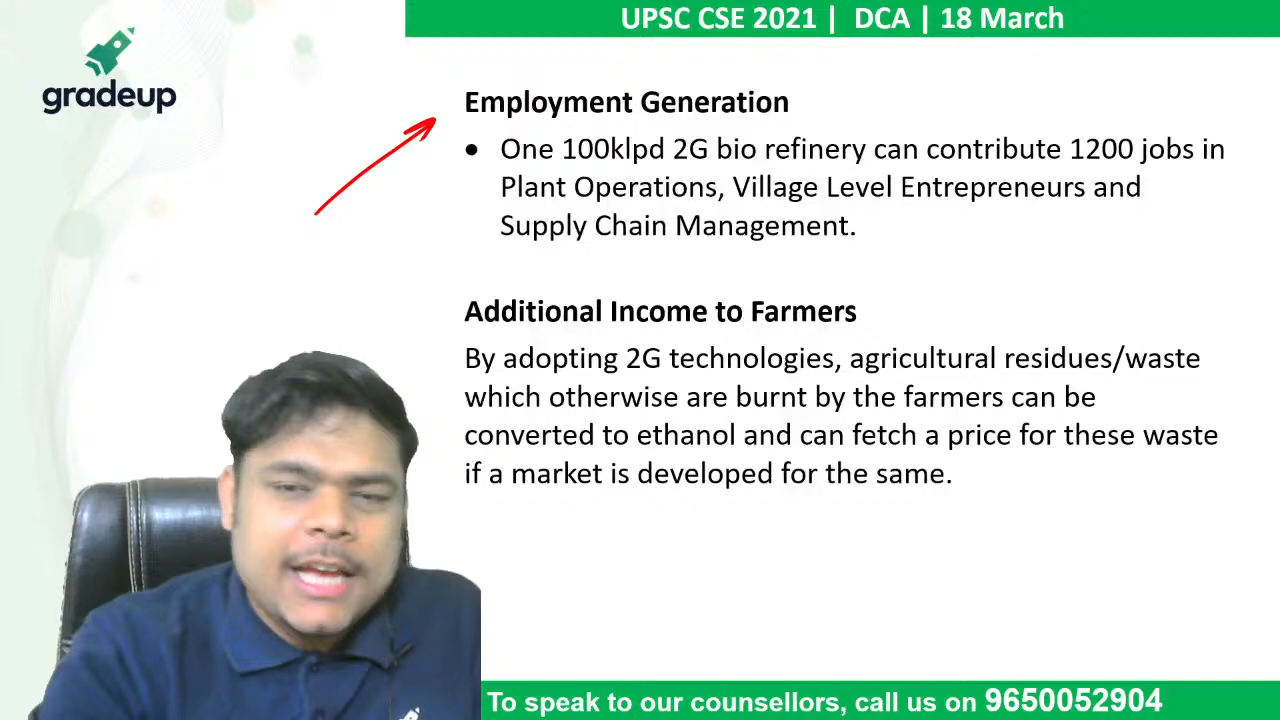 UPSC CSE 2021 | DCA | 18 March
gradeup
Employment Generation
• One 100klpd 2G bio refinery can contribute 1200 jobs in
Plant Operations, Village Level Entrepreneurs and
Supply Chain Management.
Additional Income to Farmers
By adopting 2G technologies, agricultural residues/waste
which otherwise are burnt by the farmers can be
converted to ethanol and can fetch a price for these waste
if a market is developed for the same.
To speak to our counsellors, call us on 9650052904